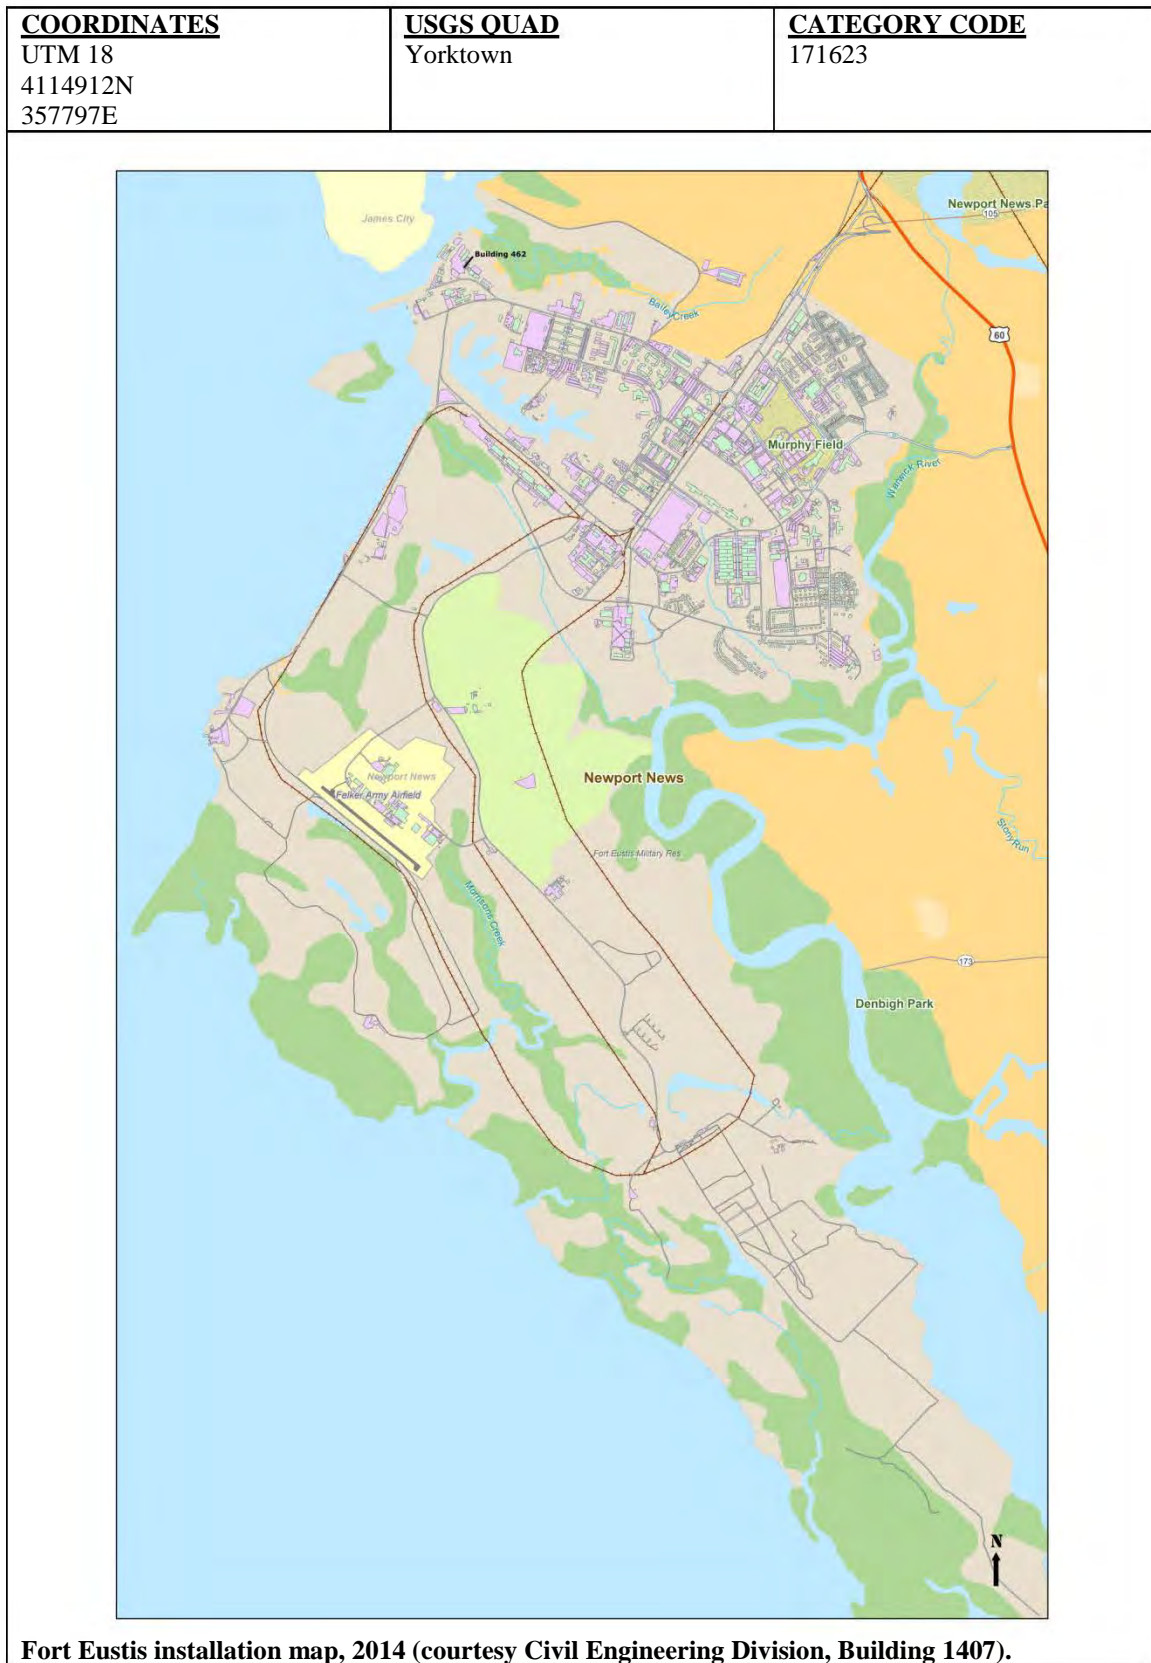 COORDINATES
UTM 18
4114912N
357797E
USGS QUAD
Yorktown
CATEGORY CODE
171623
James City
Building 462
Newport News Pa
105
Bailey Creek
60
Murphy Field
Warwick River
Newport News
Felker Army Airfield
Newport News
Fort Eustis Military Res
Stony Run
Morrisons Creek
173
Denbigh Park
N
Fort Eustis installation map, 2014 (courtesy Civil Engineering Division, Building 1407).